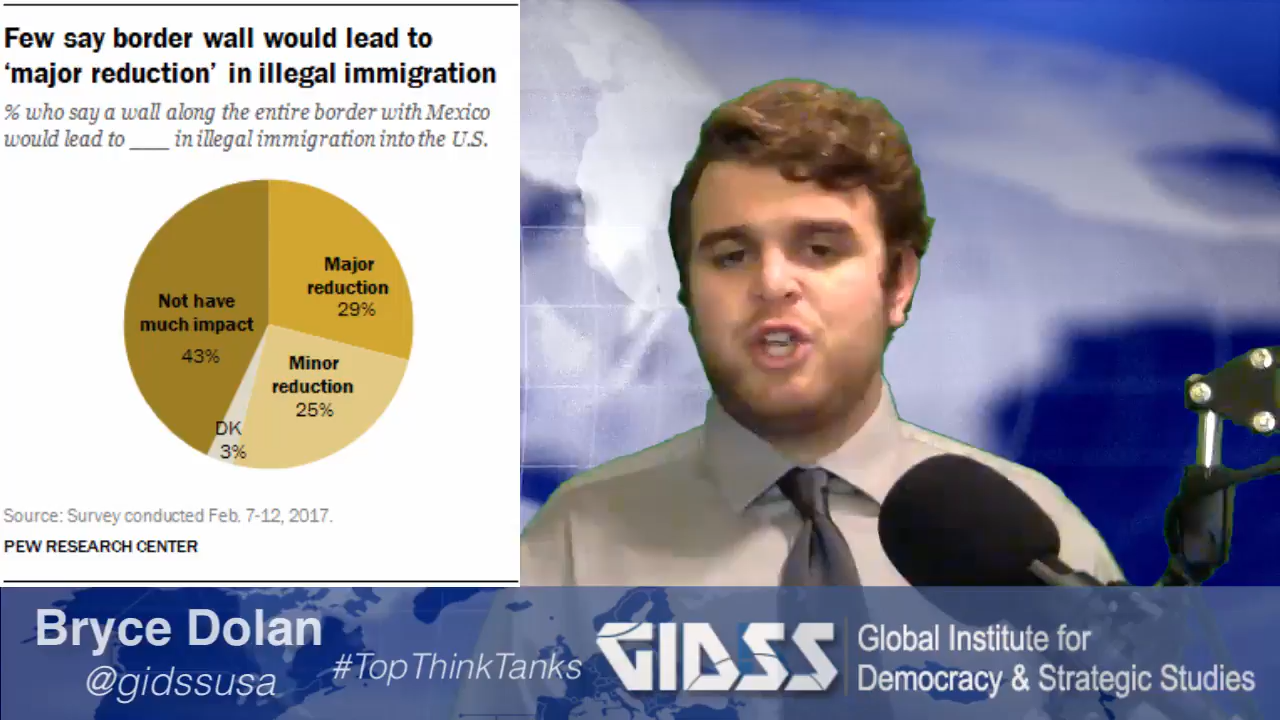 Few say border wall would lead to
‘major reduction’ in illegal immigration
% who say a wall along the entire border with Mexico
would lead to ___ in illegal immigration into the U.S.
Major
reduction
29%
Not have
much impact
43%
Minor
reduction
25%
DK
3%
Source: Survey conducted Feb. 7-12, 2017.
PEW RESEARCH CENTER
Bryce Dolan
@gidssusa
#TopThinkTanks
GIDSS
Global Institute for
Democracy & Strategic Studies